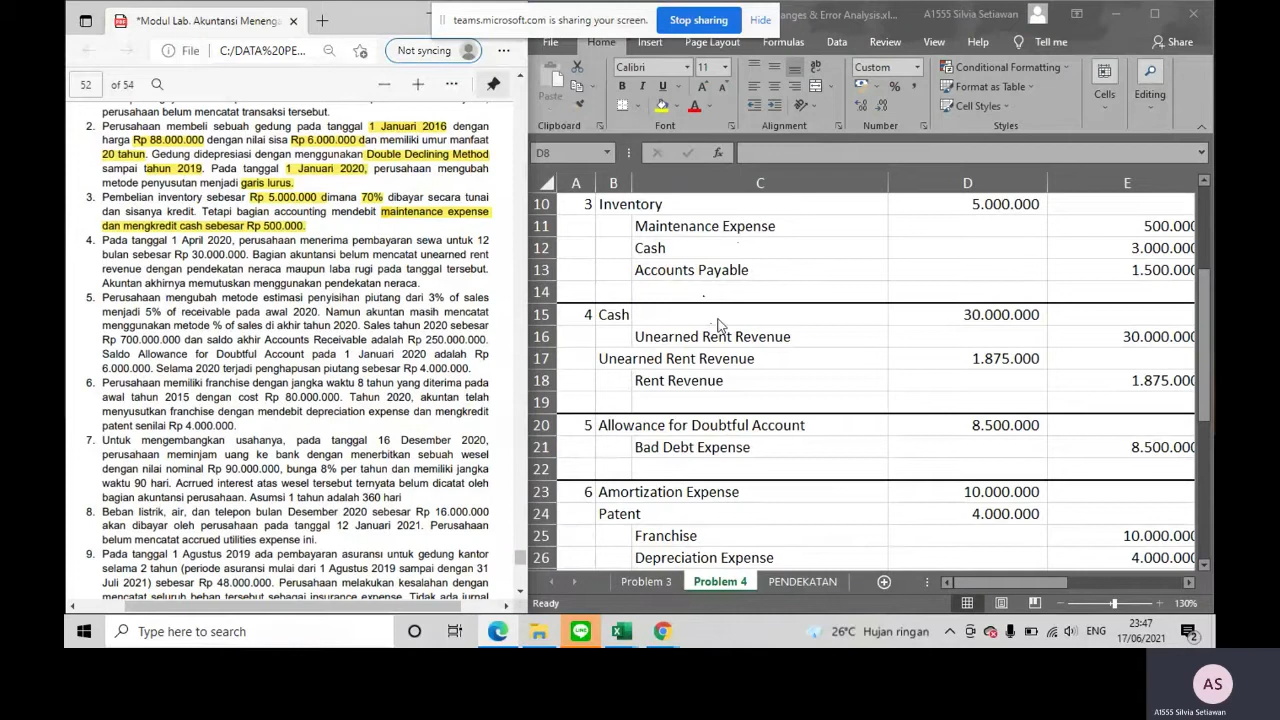 *Modul Lab. Akuntansi Menenga
teams.microsoft.com is sharing your screen.
Stop sharing
Hide
nges & Error Analysis.xl...
A1555 Silvia Setiawan
File
C:/DATA%20PE...
Not syncing
File
Home
Insert
Page Layout
Formulas
Data
Review
View
Help
Tell me
Share
52
of 54
Paste
Calibri
11
B
I
U
Custom
Conditional Formatting
Format as Table
Cell Styles
Cells
Editing
Clipboard
Font
Alignment
Number
Styles
D8
perusahaan belum mencatat transaksi tersebut.
2. Perusahaan membeli sebuah gedung pada tanggal 1 Januari 2016 dengan
harga Rp 88.000.000 dengan nilai sisa Rp 6.000.000 dan memiliki umur manfaat
20 tahun. Gedung didepresiasi dengan menggunakan Double Declining Method
sampai tahun 2019. Pada tanggal 1 Januari 2020, perusahaan mengubah
metode penyusutan menjadi garis lurus.
3. Pembelian inventory sebesar Rp 5.000.000 dimana 70% dibayar secara tunai
dan sisanya kredit. Tetapi bagian accounting mendebit maintenance expense
dan mengkredit cash sebesar Rp 500.000.
4. Pada tanggal 1 April 2020, perusahaan menerima pembayaran sewa untuk 12
bulan sebesar Rp 30.000.000. Bagian akuntansi belum mencatat unearned rent
revenue dengan pendekatan neraca maupun laba rugi pada tanggal tersebut.
Akuntan akhirnya memutuskan menggunakan pendekatan neraca.
5. Perusahaan mengubah metode estimasi penyisihan piutang dari 3% of sales
menjadi 5% of receivable pada awal 2020. Namun akuntan masih mencatat
menggunakan metode % of sales di akhir tahun 2020. Sales tahun 2020 sebesar
Rp 700.000.000 dan saldo akhir Accounts Receivable adalah Rp 250.000.000.
Saldo Allowance for Doubtful Account pada 1 Januari 2020 adalah Rp
6.000.000. Selama 2020 terjadi penghapusan piutang sebesar Rp 4.000.000.
6. Perusahaan memiliki franchise dengan jangka waktu 8 tahun yang diterima pada
awal tahun 2015 dengan cost Rp 80.000.000. Tahun 2020, akuntan telah
menyusutkan franchise dengan mendebit depreciation expense dan mengkredit
patent senilai Rp 4.000.000.
7. Untuk mengembangkan usahanya, pada tanggal 16 Desember 2020,
perusahaan meminjam uang ke bank dengan menerbitkan sebuah wesel
dengan nilai nominal Rp 90.000.000, bunga 8% per tahun dan memiliki jangka
waktu 90 hari. Acrrued interest atas wesel tersebut ternyata belum dicatat oleh
bagian akuntansi perusahaan. Asumsi 1 tahun adalah 360 hari
8. Beban listrik, air, dan telepon bulan Desember 2020 sebesar Rp 16.000.000
akan dibayar oleh perusahaan pada tanggal 12 Januari 2021. Perusahaan
belum mencatat accrued utilities expense ini.
9. Pada tanggal 1 Agustus 2019 ada pembayaran asuransi untuk gedung kantor
selama 2 tahun (periode asuransi mulai dari 1 Agustus 2019 sampai dengan 31
Juli 2021) sebesar Rp 48.000.000. Perusahaan melakukan kesalahan dengan
mencatat seluruh beban tersebut sebagai insurance expense. Tidak ada jurnal
A B C D E
10 3 Inventory 5.000.000
11 Maintenance Expense 500.000
12 Cash 3.000.000
13 Accounts Payable 1.500.000
14
15 4 Cash 30.000.000
16 Unearned Rent Revenue 30.000.000
17 Unearned Rent Revenue 1.875.000
18 Rent Revenue 1.875.000
19
20 5 Allowance for Doubtful Account 8.500.000
21 Bad Debt Expense 8.500.000
22
23 6 Amortization Expense 10.000.000
24 Patent 4.000.000
25 Franchise 10.000.000
26 Depreciation Expense 4.000.000
Problem 3
Problem 4
PENDEKATAN
Ready
130%
Type here to search
26°C Hujan ringan
ENG
23:47
17/06/2021
2
AS
A1555 Silvia Setiawan